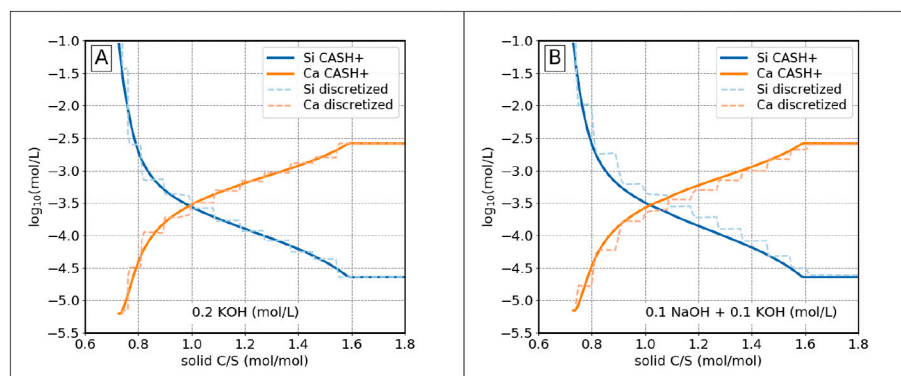 A
Si CASH+
Ca CASH+
Si discretized
Ca discretized
−1.0
−1.5
−2.0
−2.5
−3.0
−3.5
−4.0
−4.5
−5.0
−5.5
log10(mol/L)
0.2 KOH (mol/L)
0.6 0.8 1.0 1.2 1.4 1.6 1.8
solid C/S (mol/mol)
B
Si CASH+
Ca CASH+
Si discretized
Ca discretized
−1.0
−1.5
−2.0
−2.5
−3.0
−3.5
−4.0
−4.5
−5.0
−5.5
log10(mol/L)
0.1 NaOH + 0.1 KOH (mol/L)
0.6 0.8 1.0 1.2 1.4 1.6 1.8
solid C/S (mol/mol)